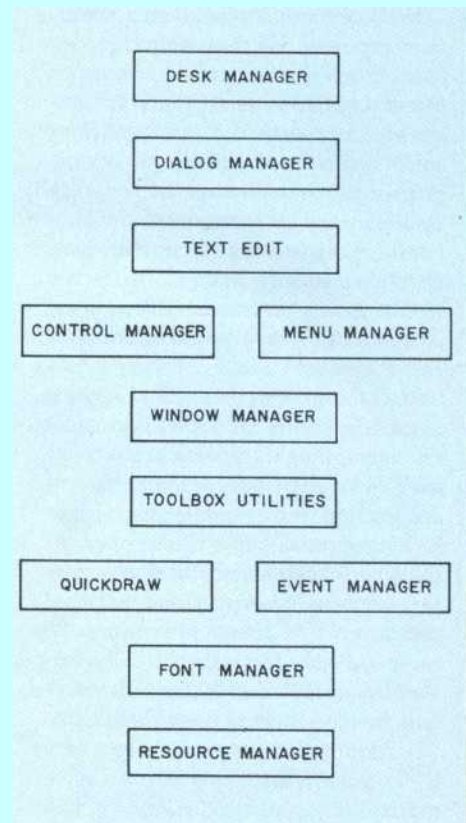 DESK MANAGER
DIALOG MANAGER
TEXT EDIT
CONTROL MANAGER
MENU MANAGER
WINDOW MANAGER
TOOLBOX UTILITIES
QUICKDRAW
EVENT MANAGER
FONT MANAGER
RESOURCE MANAGER